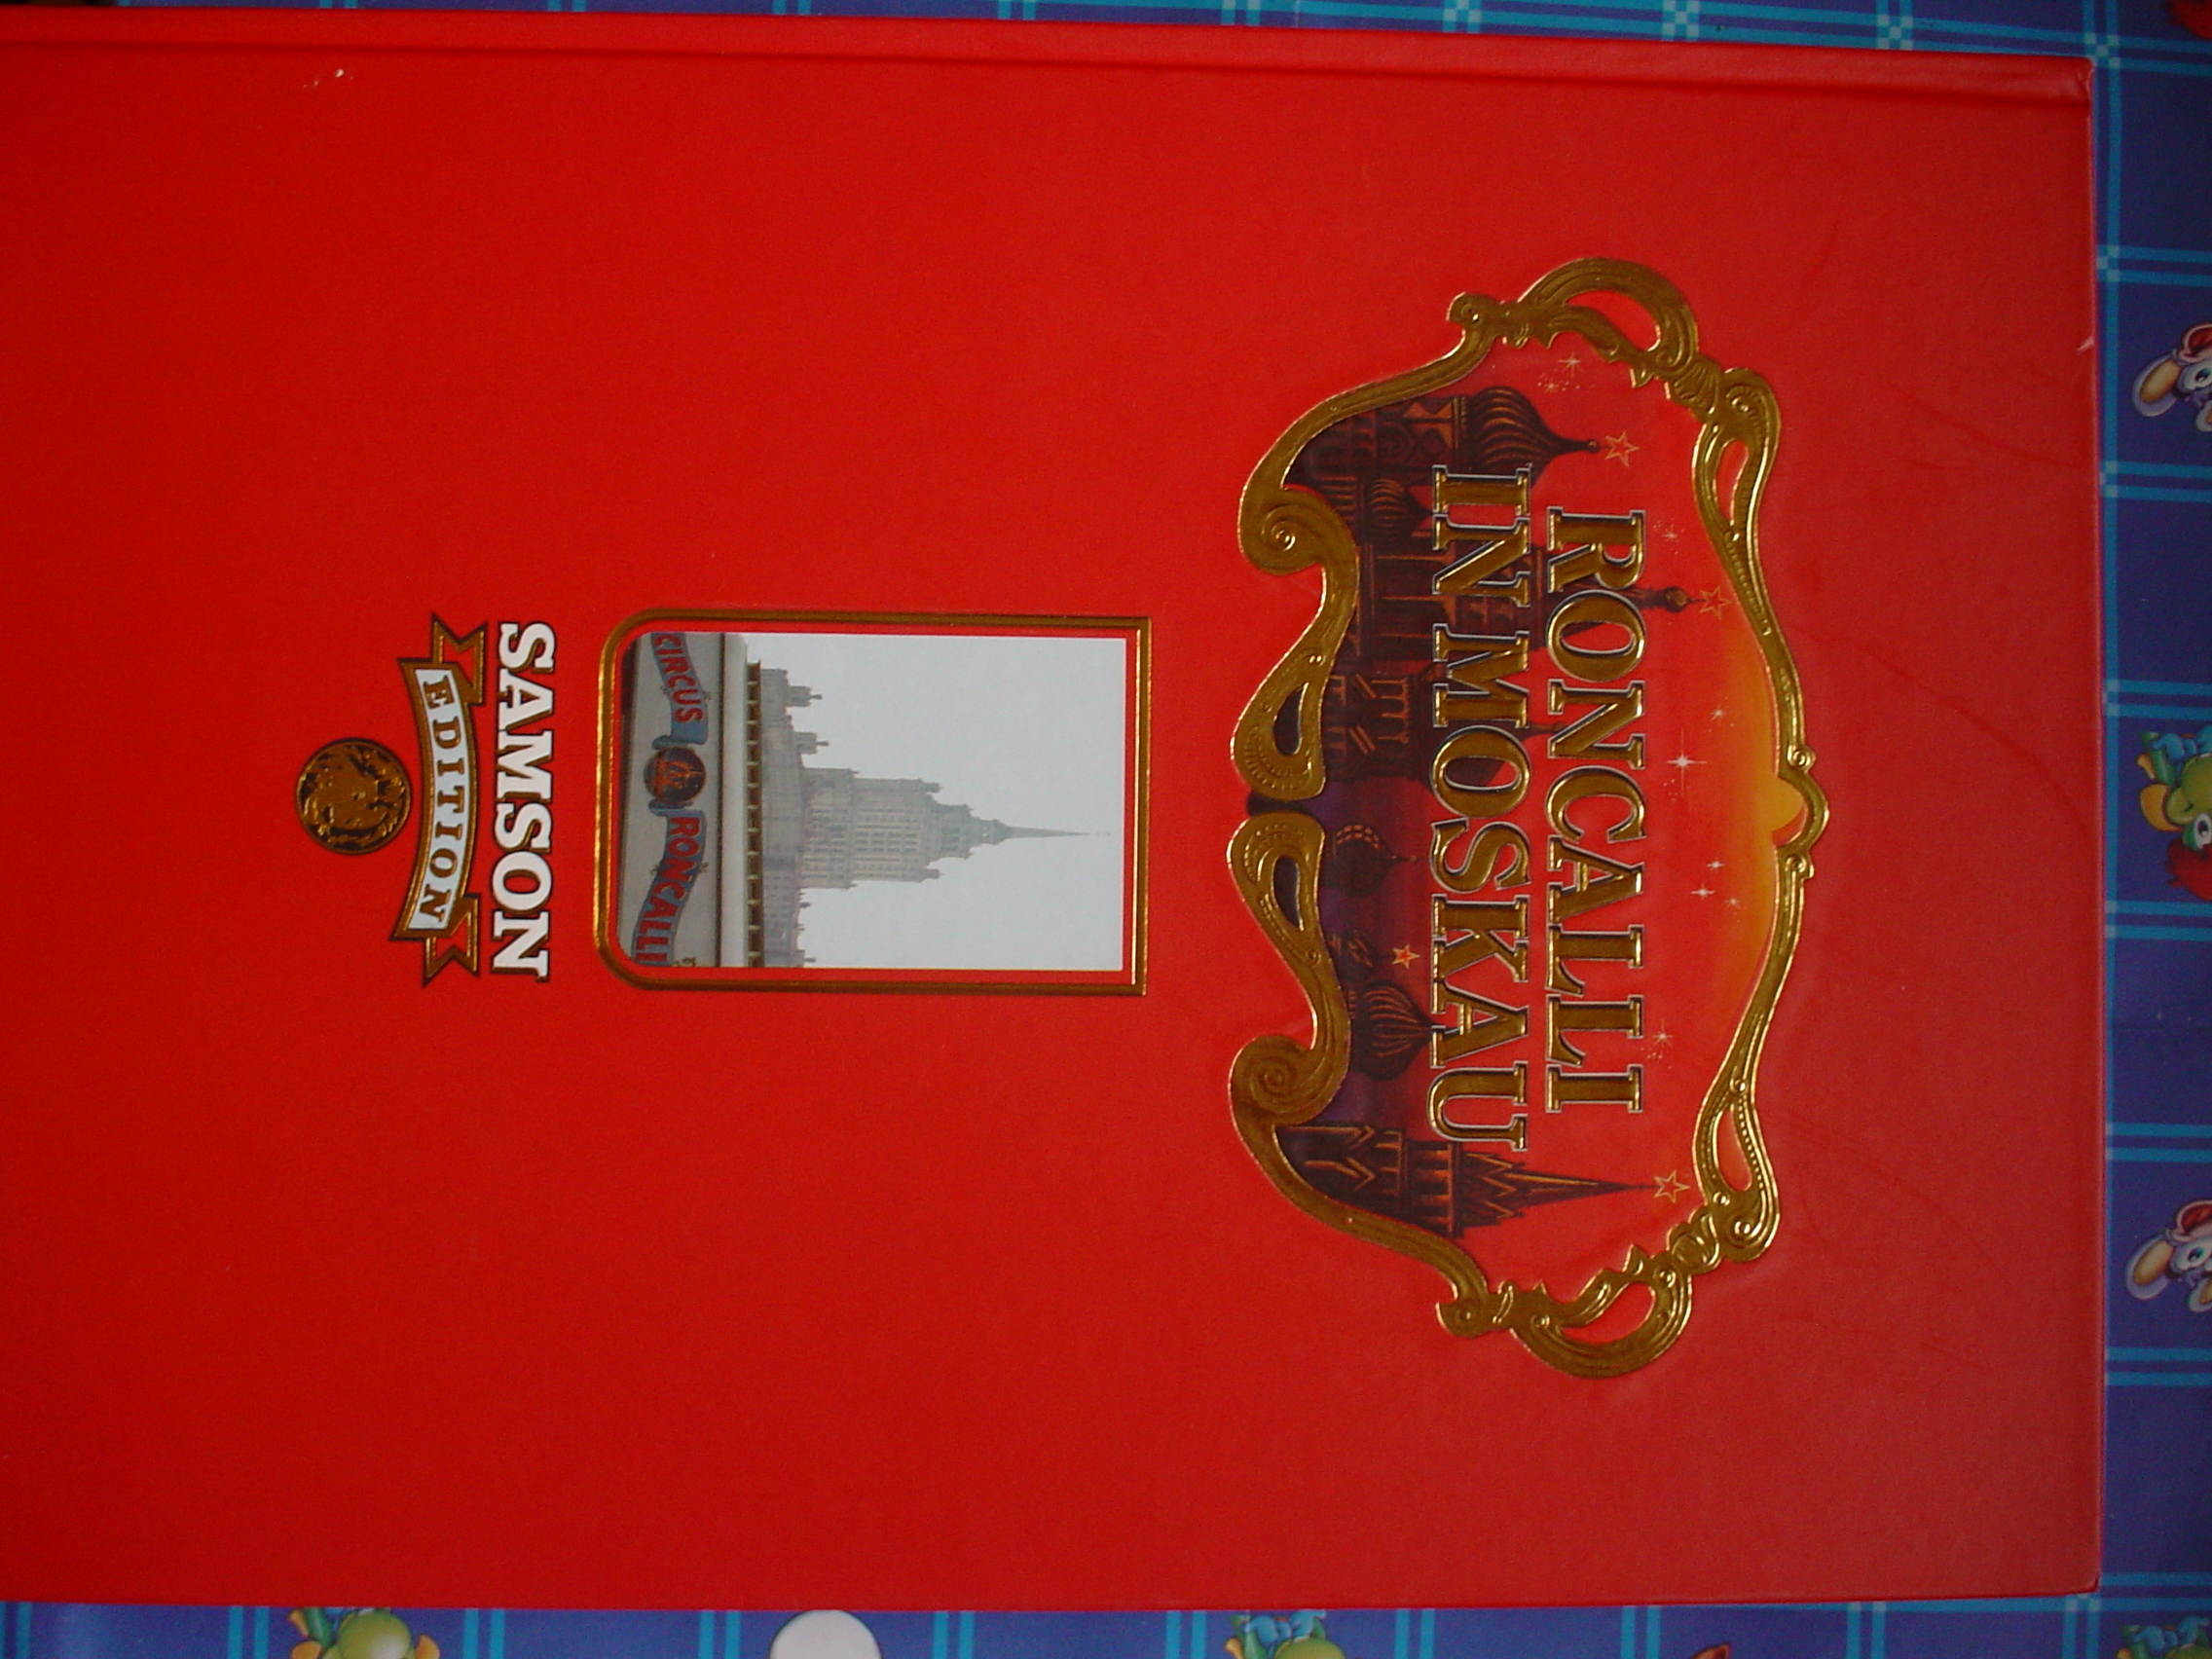 RONCALLI
IN MOSKAU
CIRCUS RONCALLI
SAMSON
EDITION